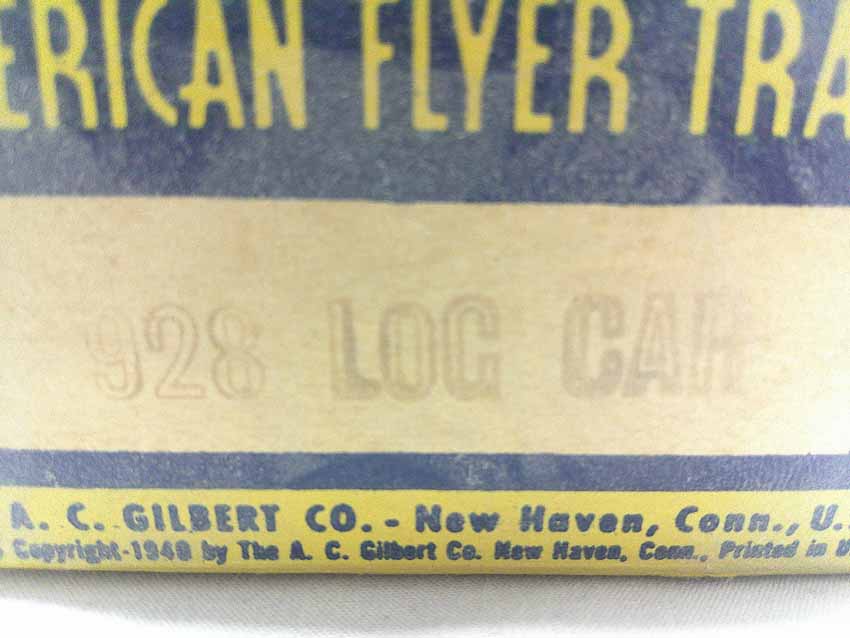 ERICAN FLYER TRA
928 LOG CAR
A. C. GILBERT CO. - New Haven, Conn., U.
Copyright-1948 by The A. C. Gilbert Co. New Haven, Conn., Printed in U